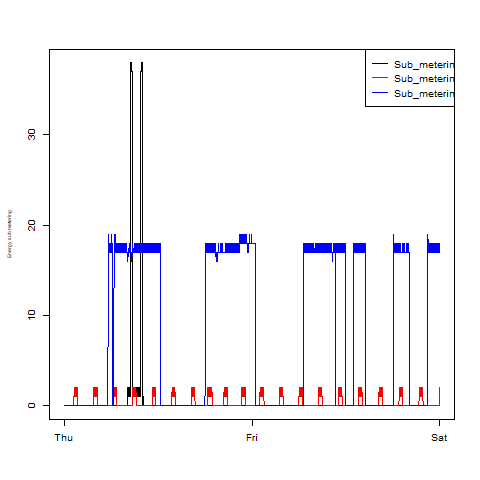 Sub_meterin
Sub_meterin
Sub_meterin
Energy sub metering
30
20
10
0
Thu
Fri
Sat